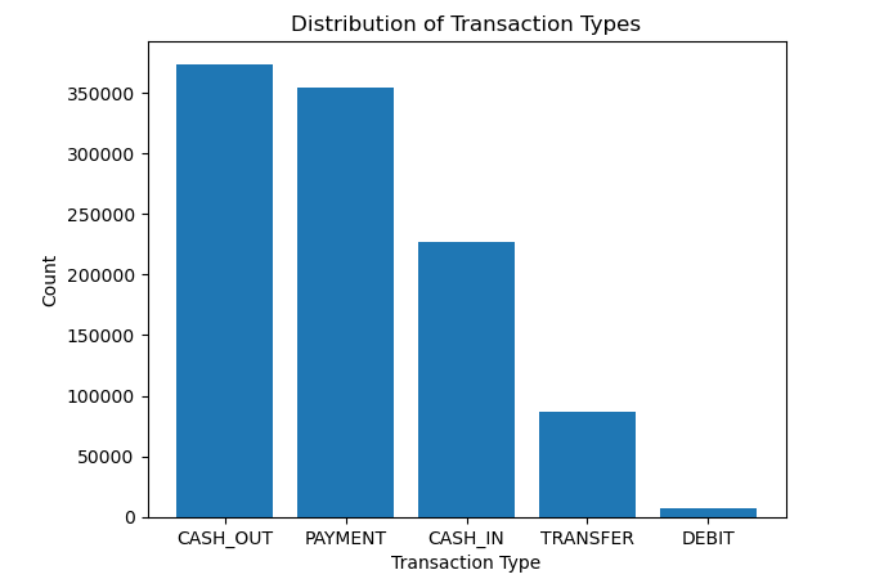 Distribution of Transaction Types
Count
350000
300000
250000
200000
150000
100000
50000
0
CASH_OUT PAYMENT CASH_IN TRANSFER DEBIT
Transaction Type